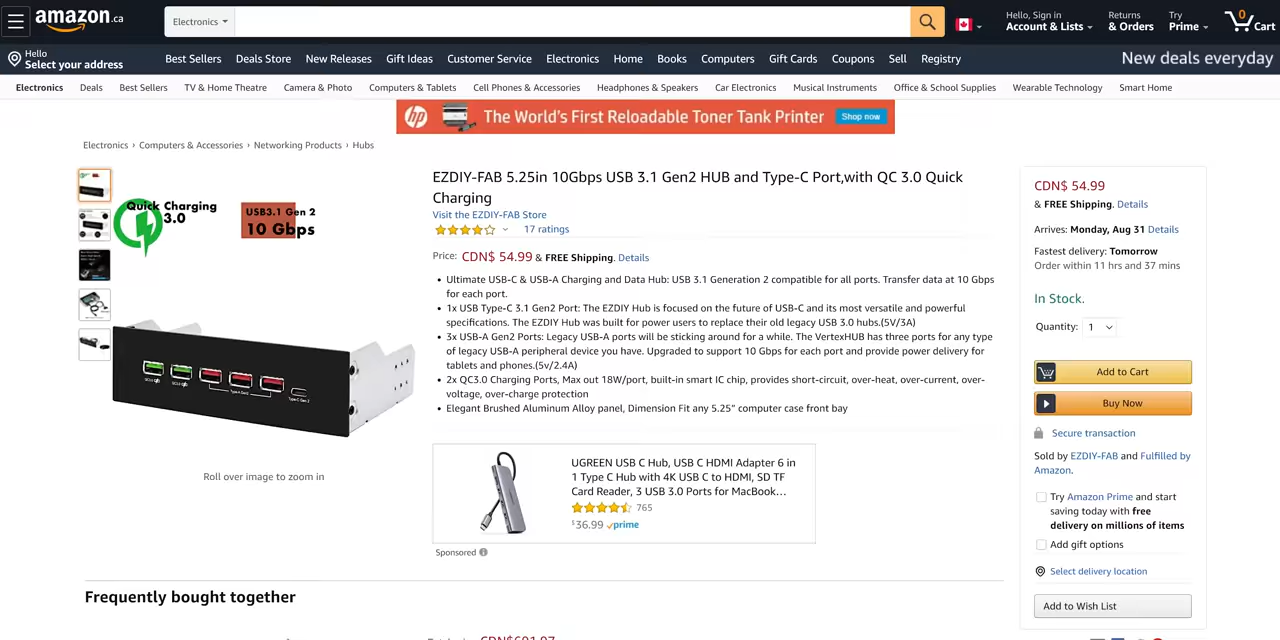 amazon.ca
Electronics
Hello, Sign in
Account & Lists
Returns
& Orders
Try
Prime
0
Cart
Hello
Select your address
Best Sellers
Deals Store
New Releases
Gift Ideas
Customer Service
Electronics
Home
Books
Computers
Gift Cards
Coupons
Sell
Registry
New deals everyday
Electronics
Deals
Best Sellers
TV & Home Theatre
Camera & Photo
Computers & Tablets
Cell Phones & Accessories
Headphones & Speakers
Car Electronics
Musical Instruments
Office & School Supplies
Wearable Technology
Smart Home
hp
The World's First Reloadable Toner Tank Printer
Shop now
Electronics › Computers & Accessories › Networking Products › Hubs
Quick Charging
3.0
USB3.1 Gen 2
10 Gbps
Roll over image to zoom in
EZDIY-FAB 5.25in 10Gbps USB 3.1 Gen2 HUB and Type-C Port,with QC 3.0 Quick
Charging
Visit the EZDIY-FAB Store
17 ratings
Price: CDN$ 54.99 & FREE Shipping. Details
• Ultimate USB-C & USB-A Charging and Data Hub: USB 3.1 Generation 2 compatible for all ports. Transfer data at 10 Gbps
for each port.
• 1x USB Type-C 3.1 Gen2 Port: The EZDIY Hub is focused on the future of USB-C and its most versatile and powerful
specifications. The EZDIY Hub was built for power users to replace their old legacy USB 3.0 hubs.(5V/3A)
• 3x USB-A Gen2 Ports: Legacy USB-A ports will be sticking around for a while. The VertexHUB has three ports for any type
of legacy USB-A peripheral device you have. Upgraded to support 10 Gbps for each port and provide power delivery for
tablets and phones.(5v/2.4A)
• 2x QC3.0 Charging Ports, Max out 18W/port, built-in smart IC chip, provides short-circuit, over-heat, over-current, over-
voltage, over-charge protection
• Elegant Brushed Aluminum Alloy panel, Dimension Fit any 5.25” computer case front bay
UGREEN USB C Hub, USB C HDMI Adapter 6 in
1 Type C Hub with 4K USB C to HDMI, SD TF
Card Reader, 3 USB 3.0 Ports for MacBook...
765
$36.99 prime
Sponsored
CDN$ 54.99
& FREE Shipping. Details
Arrives: Monday, Aug 31 Details
Fastest delivery: Tomorrow
Order within 11 hrs and 37 mins
In Stock.
Quantity: 1
Add to Cart
Buy Now
Secure transaction
Sold by EZDIY-FAB and Fulfilled by
Amazon.
Try Amazon Prime and start
saving today with free
delivery on millions of items
Add gift options
Select delivery location
Add to Wish List
Frequently bought together